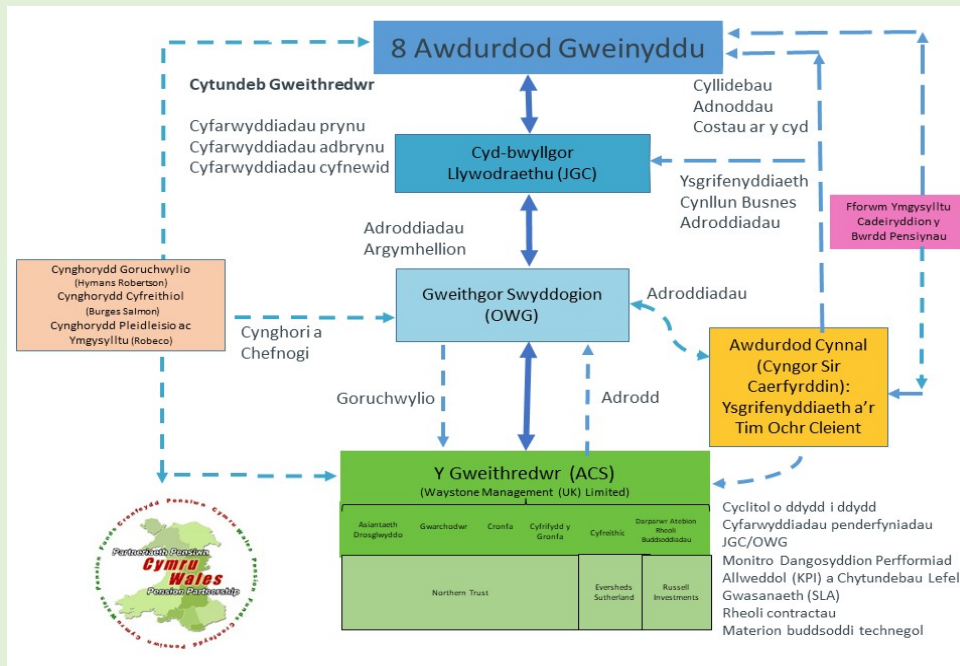 8 Awdurdod Gweinyddu
Cytundeb Gweithredwr
Cyfarwyddiadau prynu
Cyfarwyddiadau adbrynu
Cyfarwyddiadau cyfnewid
Cyllidebau
Adnoddau
Costau ar y cyd
Cyd-bwyllgor
Llywodraethu (JGC)
Ysgrifenyddiaeth
Cynllun Busnes
Adroddiadau
Fforwm Ymgysylltu
Cadeiryddion y
Bwrdd Pensiynau
Adroddiadau
Argymhellion
Cynghorydd Goruchwylio
(Hymans Robertson)
Cynghorydd Cyfreithiol
(Burges Salmon)
Cynghorydd Pleidleisio ac
Ymgysylltu (Robeco)
Gweithgor Swyddogion
(OWG)
Adroddiadau
Cynghori a
Chefnogi
Awdurdod Cynnal
(Cyngor Sir
Caerfyrddin):
Ysgrifenyddiaeth a'r
Tim Ochr Cleient
Goruchwylio
Adrodd
Y Gweithredwr (ACS)
(Waystone Management (UK) Limited)
Asiantaeth
Drosglwyddo
Gwarchodwr
Cronfa
Cyfrifydd y
Gronfa
Cyfreithic
Darparwr Atebion
Rheoli
Buddsoddiadau
Northern Trust
Eversheds
Sutherland
Russell
Investments
Cyclitol o ddydd i ddydd
Cyfarwyddiadau penderfyniadau
JGC/OWG
Monitro Dangosyddion Perfformiad
Allweddol (KPI) a Chytundebau Lefel
Gwasanaeth (SLA)
Rheoli contractau
Materion buddsoddi technegol
Partneriaeth Pensiwn
Cymru
Wales
Pension Partnership